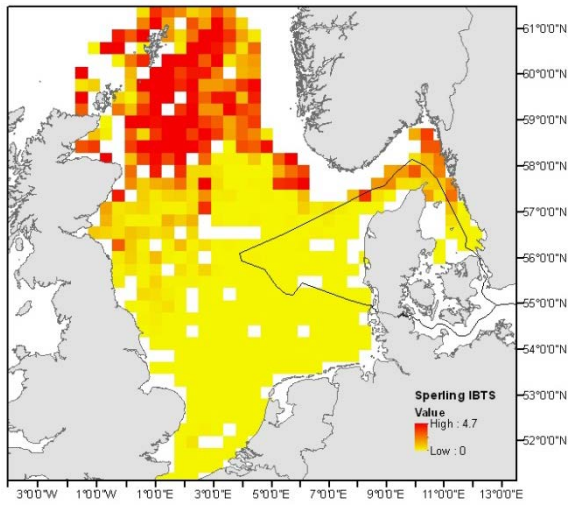 61°0'0"N
60°0'0"N
59°0'0"N
58°0'0"N
57°0'0"N
56°0'0"N
55°0'0"N
54°0'0"N
53°0'0"N
52°0'0"N
Sperling IBTS
Value
High : 4.7
Low : 0
3°0'0"W 1°0'0"W 1°0'0"E 3°0'0"E 5°0'0"E 7°0'0"E 9°0'0"E 11°0'0"E 13°0'0"E